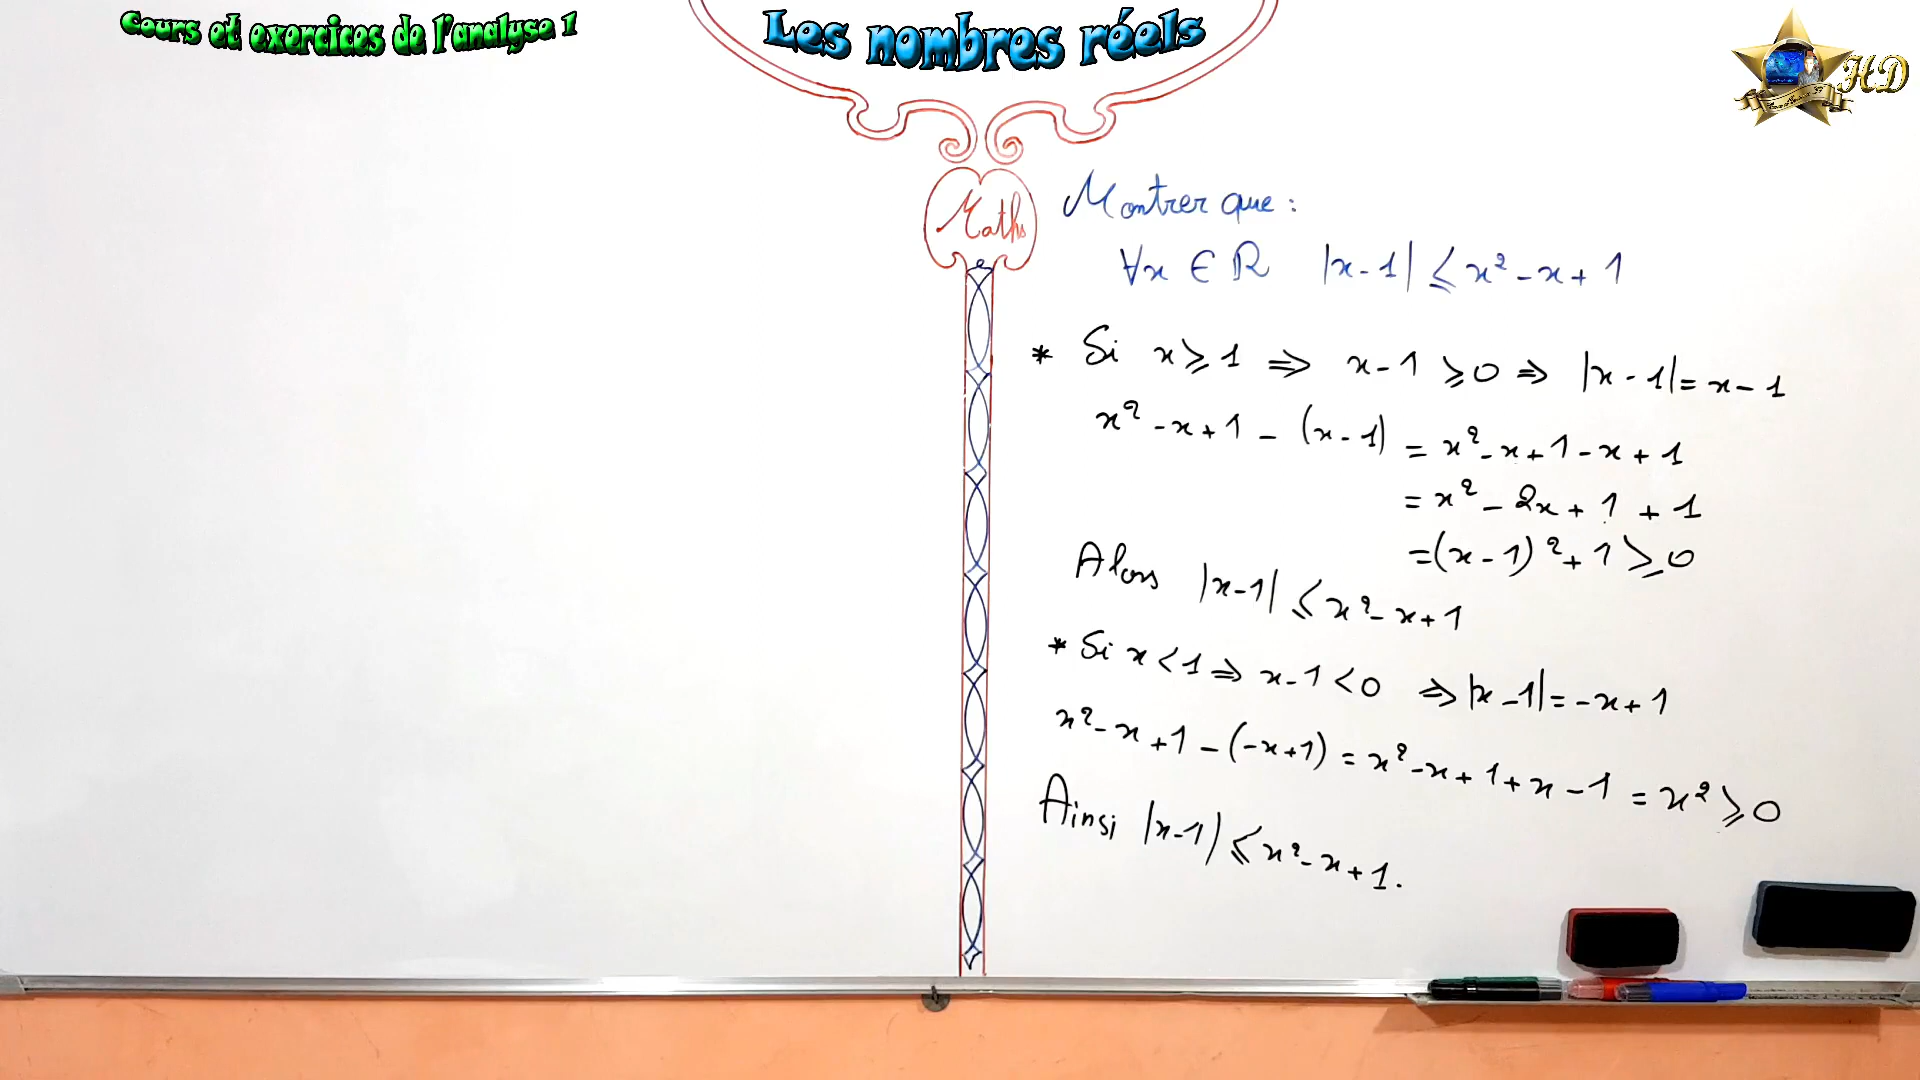 Cours et exercices de l'analyse 1
Les nombres réels
HD
Maths
Montrer que :
∀x ∈ ℝ |x-1| ≤ x²-x+1
* Si x ≥ 1 ⇒ x-1 ≥ 0 ⇒ |x-1| = x-1
x²-x+1-(x-1) = x²-x+1-x+1
= x²-2x+1+1
= (x-1)²+1 ≥ 0
Alors |x-1| ≤ x²-x+1
* Si x < 1 ⇒ x-1 < 0 ⇒ |x-1| = -x+1
x²-x+1-(-x+1) = x²-x+1+x-1 = x² ≥ 0
Ainsi |x-1| ≤ x²-x+1.